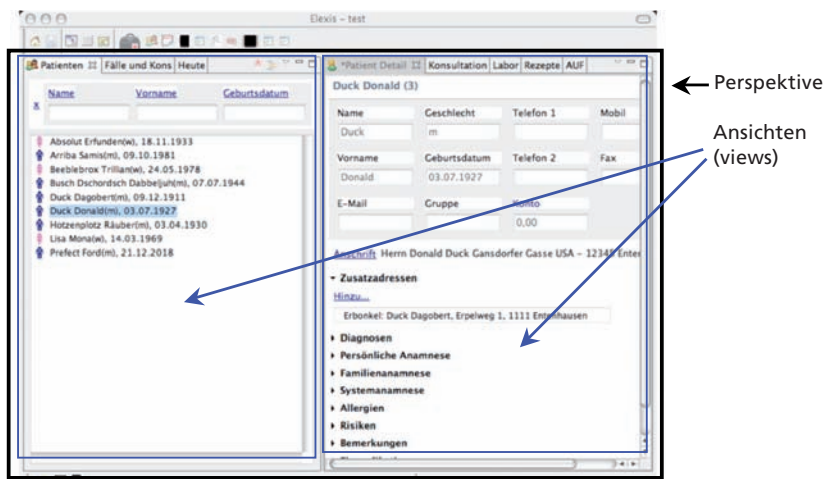 Elexis – test
Patienten Fälle und Kons Heute
*Patient Detail Konsultation Labor Rezepte AUF
Perspektive
Ansichten
(views)
x Name Vorname Geburtsdatum
Absolut Erfunden(w), 18.11.1933
Arriba Samis(m), 09.10.1981
Beeblebrox Trillian(w), 24.05.1978
Busch Dschordsch Dabbeljuh(m), 07.07.1944
Duck Dagobert(m), 09.12.1911
Duck Donald(m), 03.07.1927
Hotzenplotz Räuber(m), 03.04.1930
Lisa Mona(w), 14.03.1969
Prefect Ford(m), 21.12.2018
Duck Donald (3)
Name Geschlecht Telefon 1 Mobil
Duck m
Vorname Geburtsdatum Telefon 2 Fax
Donald 03.07.1927
E-Mail Gruppe Konto
0,00
Anschrift Herrn Donald Duck Gansdorfer Gasse USA – 12345 Enter
Zusatzadressen
Hinzu...
Erbonkel: Duck Dagobert, Erpelweg 1, 1111 Entenhausen
Diagnosen
Persönliche Anamnese
Familienanamnese
Systemanamnese
Allergien
Risiken
Bemerkungen